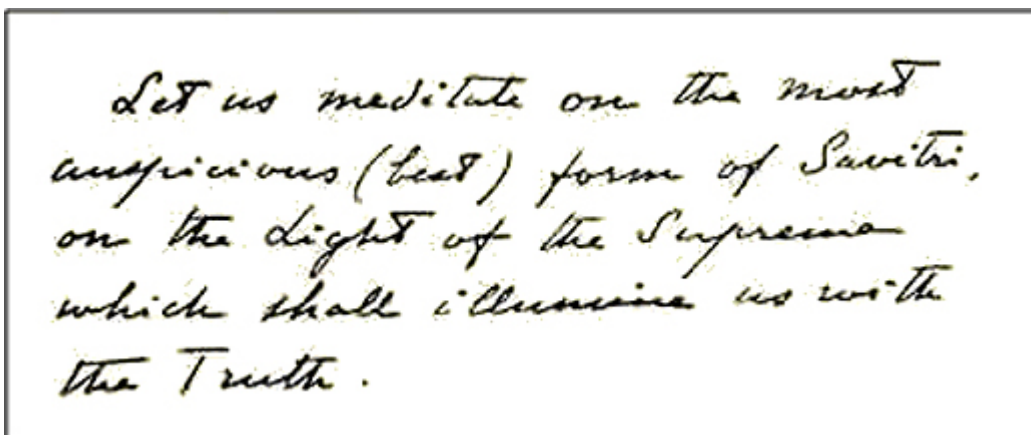 Let us meditate on the most
auspicious (best) form of Savitri,
on the Light of the Supreme
which shall illumine us with
the Truth.